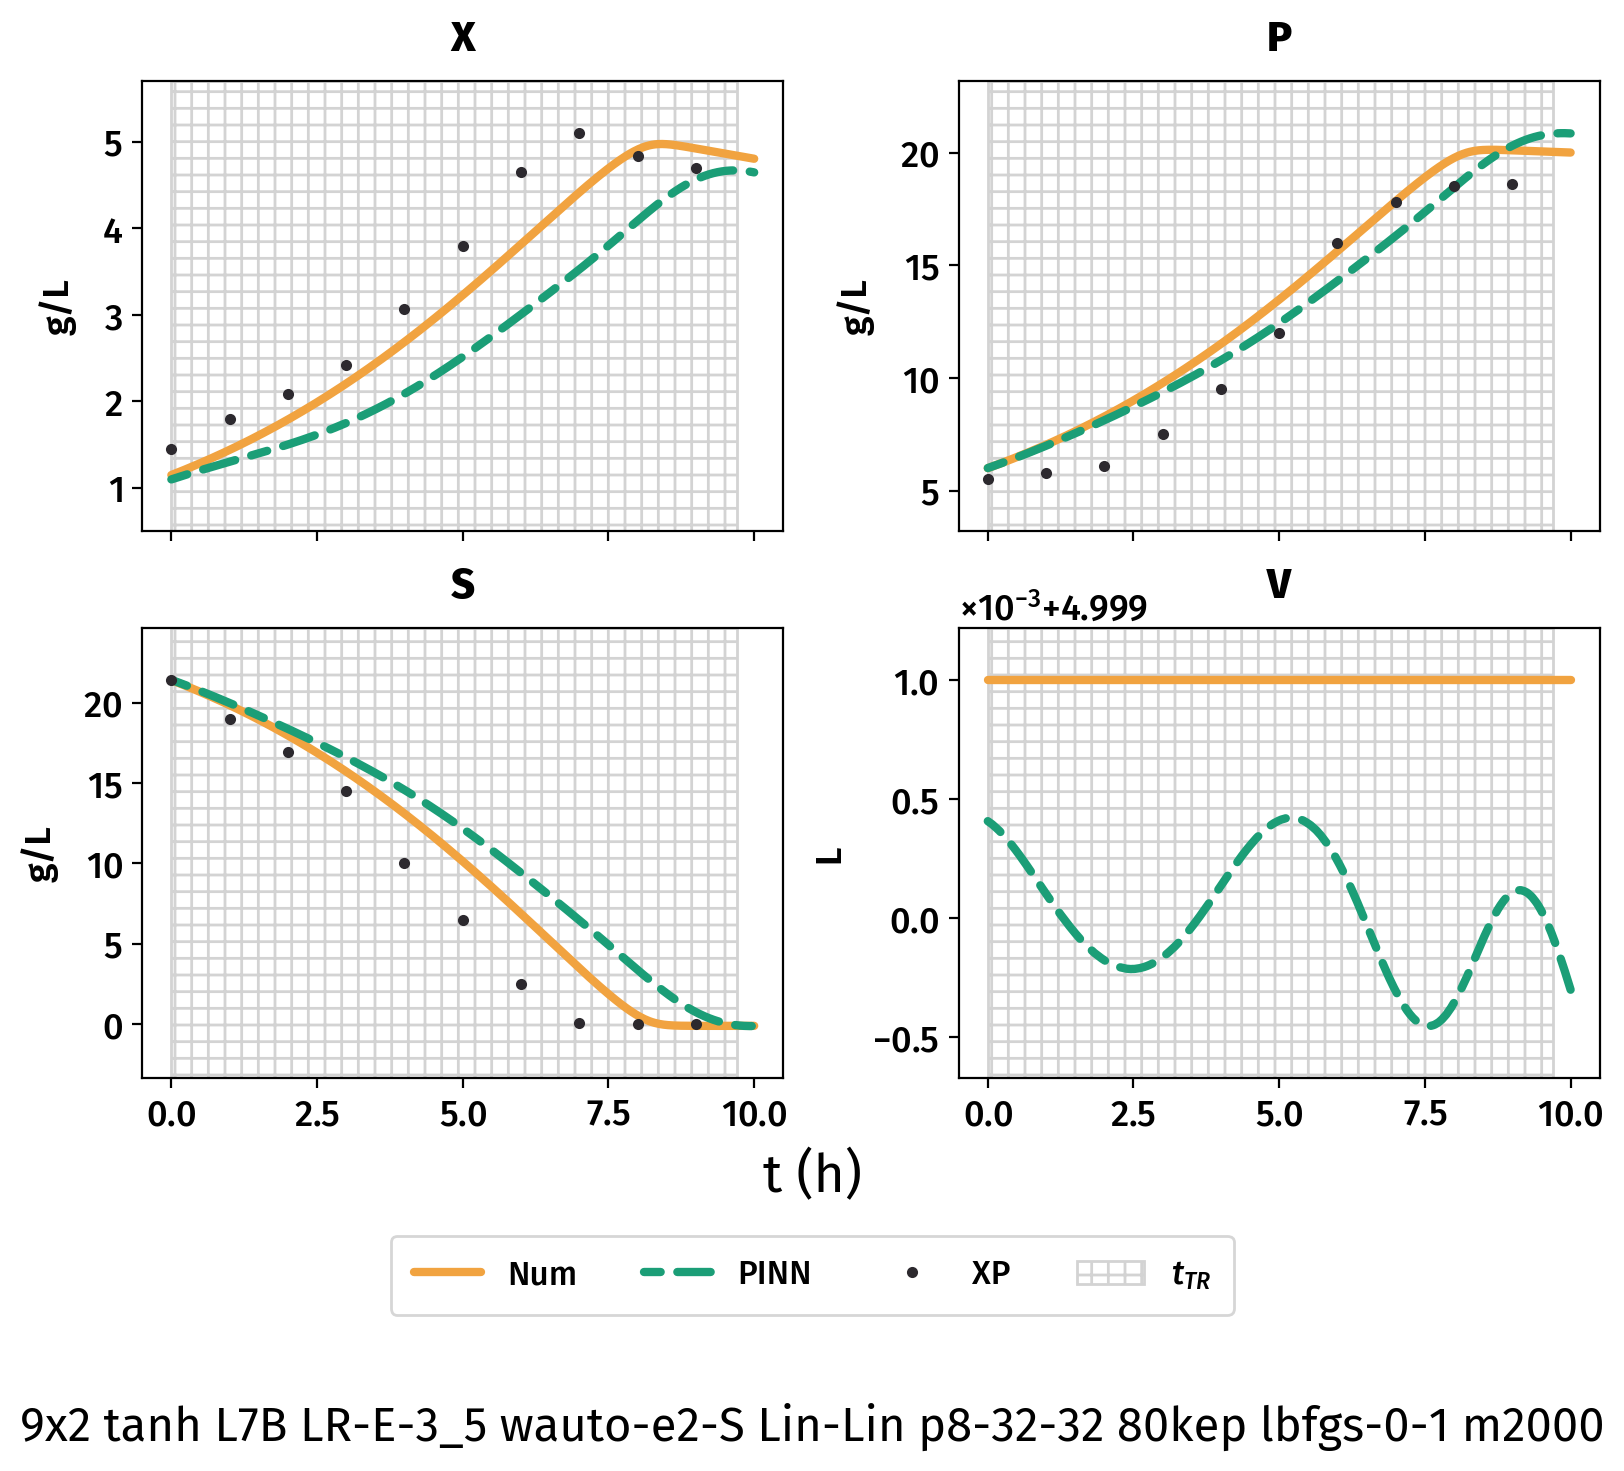 X
P
5
4
3
2
1
g/L
20
15
10
5
g/L
S
V
×10⁻³+4.999
20
15
10
5
0
g/L
1.0
0.5
0.0
−0.5
L
0.0 2.5 5.0 7.5 10.0
0.0 2.5 5.0 7.5 10.0
t (h)
Num PINN XP t_TR
9x2 tanh L7B LR-E-3_5 wauto-e2-S Lin-Lin p8-32-32 80kep lbfgs-0-1 m2000